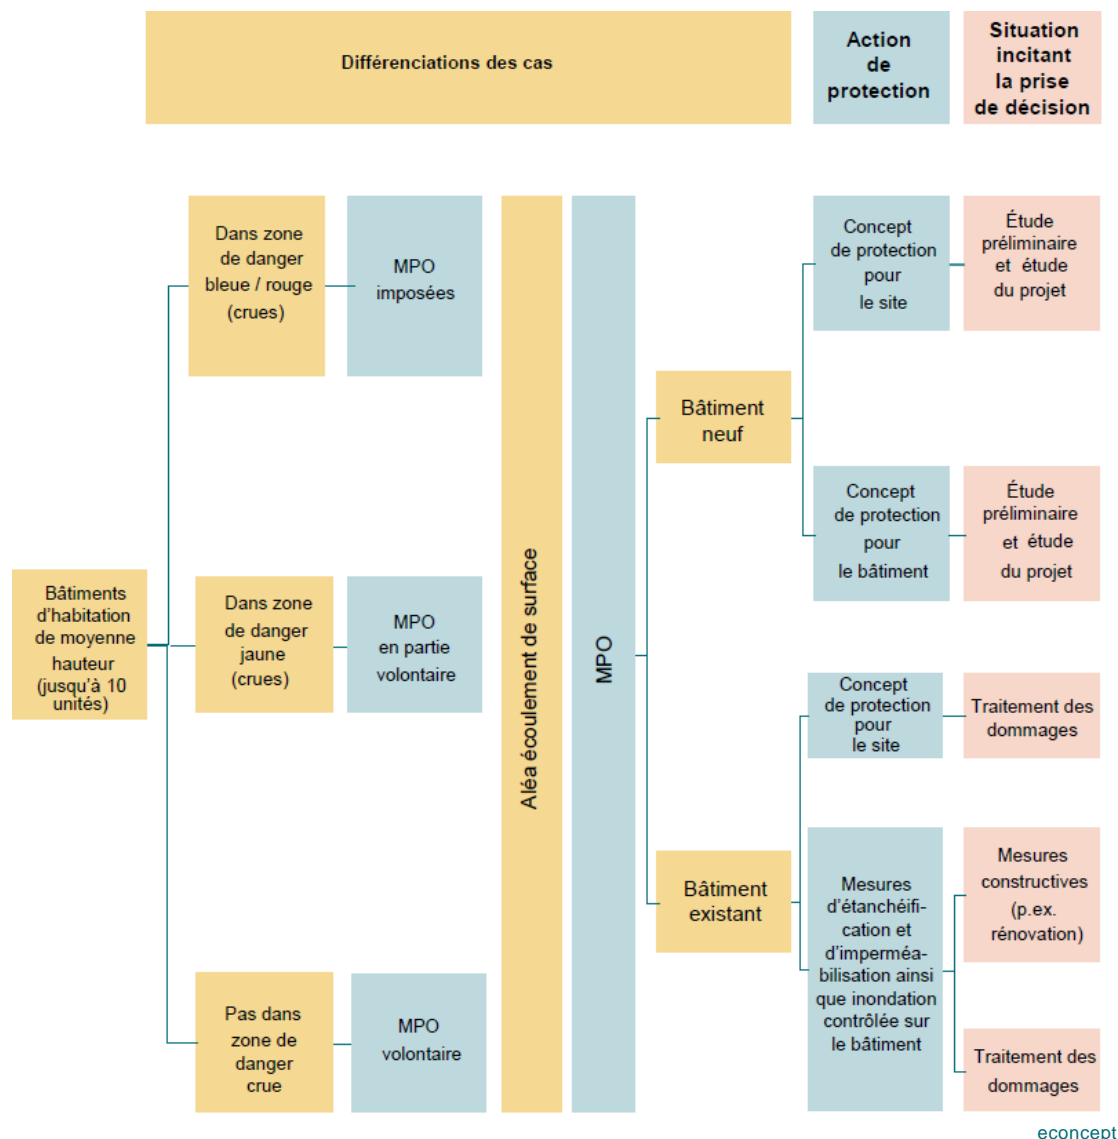 Différenciations des cas
Action
de
protection
Situation
incitant
la prise
de décision
Bâtiments
d'habitation
de moyenne
hauteur
(jusqu'à 10
unités)
Dans zone
de danger
bleue / rouge
(crues)
MPO
imposées
Dans zone
de danger
jaune
(crues)
MPO
en partie
volontaire
Pas dans
zone de
danger
crue
MPO
volontaire
Aléa écoulement de surface
MPO
Bâtiment
neuf
Concept
de protection
pour
le site
Étude
préliminaire
et étude
du projet
Concept
de protection
pour
le bâtiment
Étude
préliminaire
et étude
du projet
Bâtiment
existant
Concept
de protection
pour
le site
Traitement des
dommages
Mesures
d'étanchéifi-
cation et
d'imperméa-
bilisation ainsi
que inondation
contrôlée sur
le bâtiment
Mesures
constructives
(p.ex.
rénovation)
Traitement des
dommages
econcept